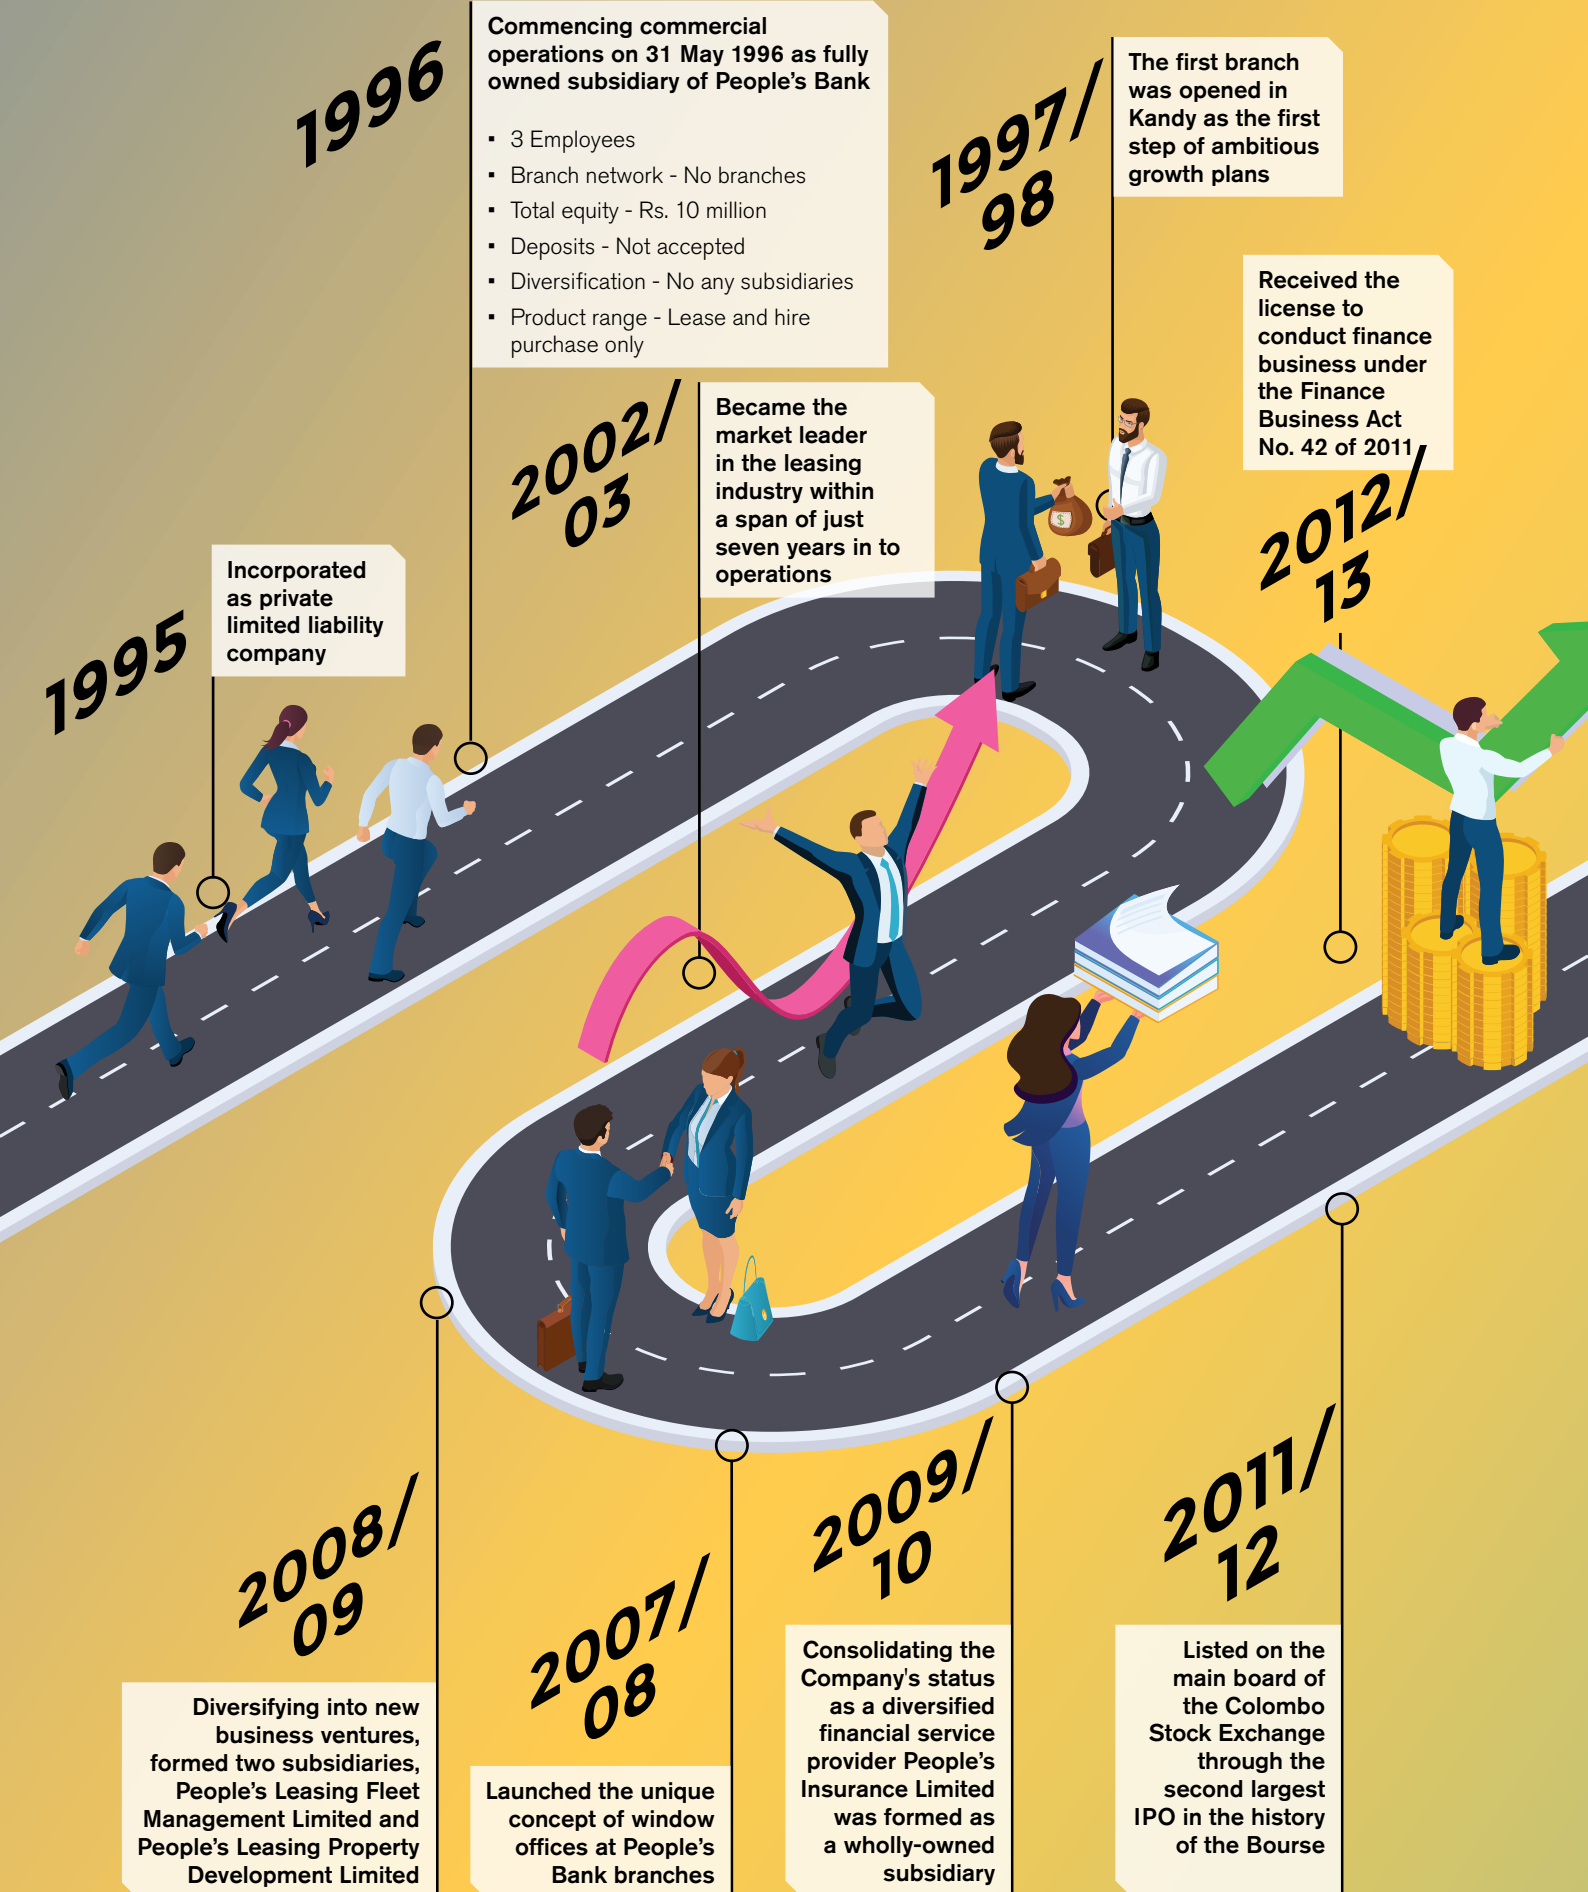 1996
Commencing commercial
operations on 31 May 1996 as fully
owned subsidiary of People's Bank
▪ 3 Employees
▪ Branch network - No branches
▪ Total equity - Rs. 10 million
▪ Deposits - Not accepted
▪ Diversification - No any subsidiaries
▪ Product range - Lease and hire
purchase only
1997/
98
The first branch
was opened in
Kandy as the first
step of ambitious
growth plans
Received the
license to
conduct finance
business under
the Finance
Business Act
No. 42 of 2011
2012/
13
2002/
03
Became the
market leader
in the leasing
industry within
a span of just
seven years in to
operations
1995
Incorporated
as private
limited liability
company
$
2008/
09
Diversifying into new
business ventures,
formed two subsidiaries,
People's Leasing Fleet
Management Limited and
People's Leasing Property
Development Limited
2007/
08
Launched the unique
concept of window
offices at People's
Bank branches
2009/
10
Consolidating the
Company's status
as a diversified
financial service
provider People's
Insurance Limited
was formed as
a wholly-owned
subsidiary
2011/
12
Listed on the
main board of
the Colombo
Stock Exchange
through the
second largest
IPO in the history
of the Bourse